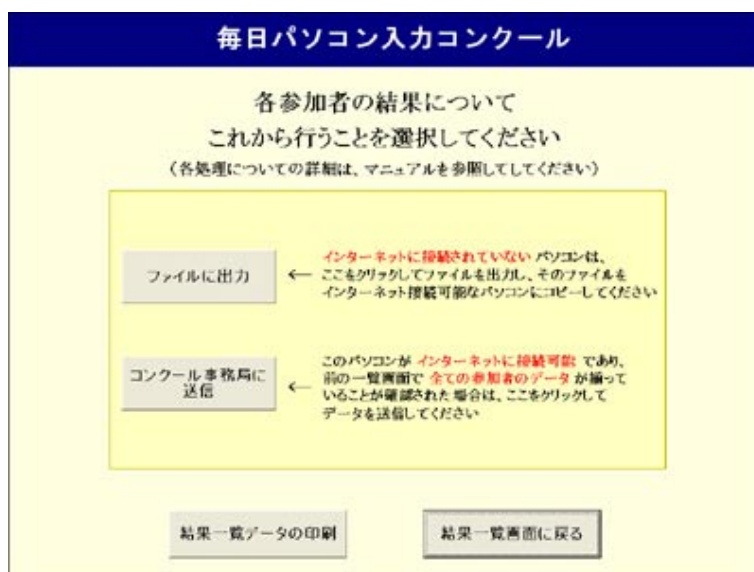 毎日パソコン入力コンクール
各参加者の結果について
これから行うことを選択してください
（各処理についての詳細は、マニュアルを参照してしてください）
ファイルに出力
←
インターネットに接続されていない パソコンは、
ここをクリックしてファイルを出力し、そのファイルを
インターネット接続可能なパソコンにコピーしてください
コンクール事務局に
送信
←
このパソコンが インターネットに接続可能 であり、
前の一覧画面で 全ての参加者のデータ が揃って
いることが確認された場合は、ここをクリックして
データを送信してください
結果一覧データの印刷
結果一覧画面に戻る